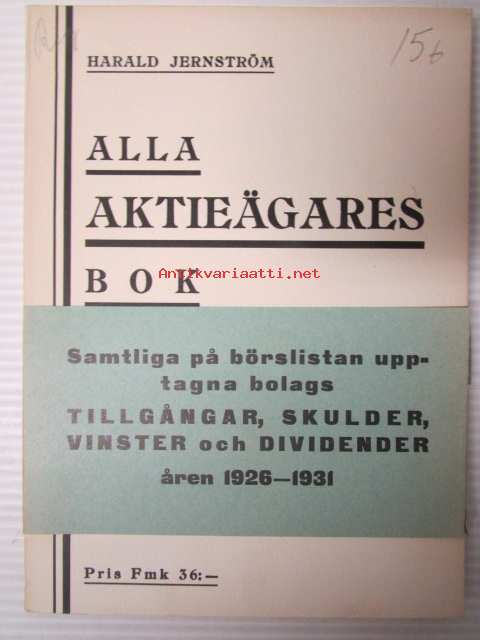 15 6
HARALD JERNSTRÖM
ALLA
AKTIEÄGARES
BOK
Antikvariaatti.net
Samtliga på börslistan upp-
tagna bolags
TILLGÅNGAR, SKULDER,
VINSTER och DIVIDENDER
åren 1926—1931
Pris Fmk 36:—